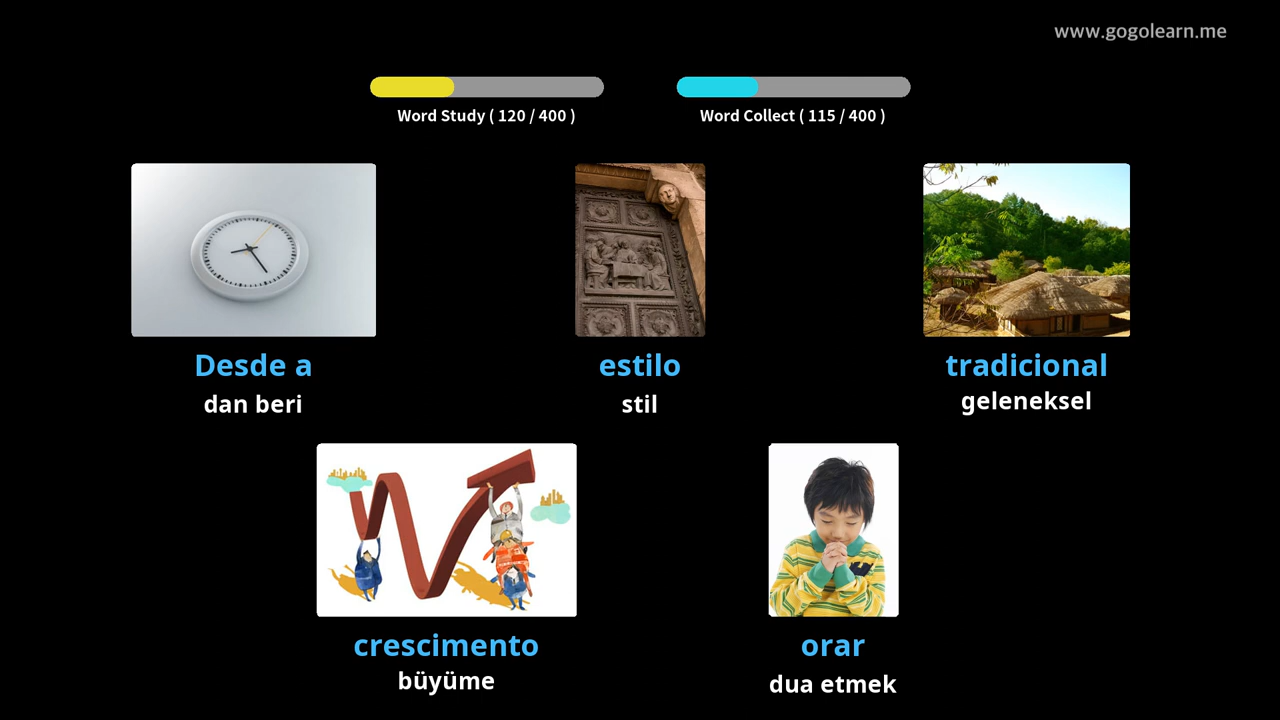 www.gogolearn.me
Word Study ( 120 / 400 )
Word Collect ( 115 / 400 )
Desde a
dan beri
estilo
stil
tradicional
geleneksel
crescimento
büyüme
orar
dua etmek